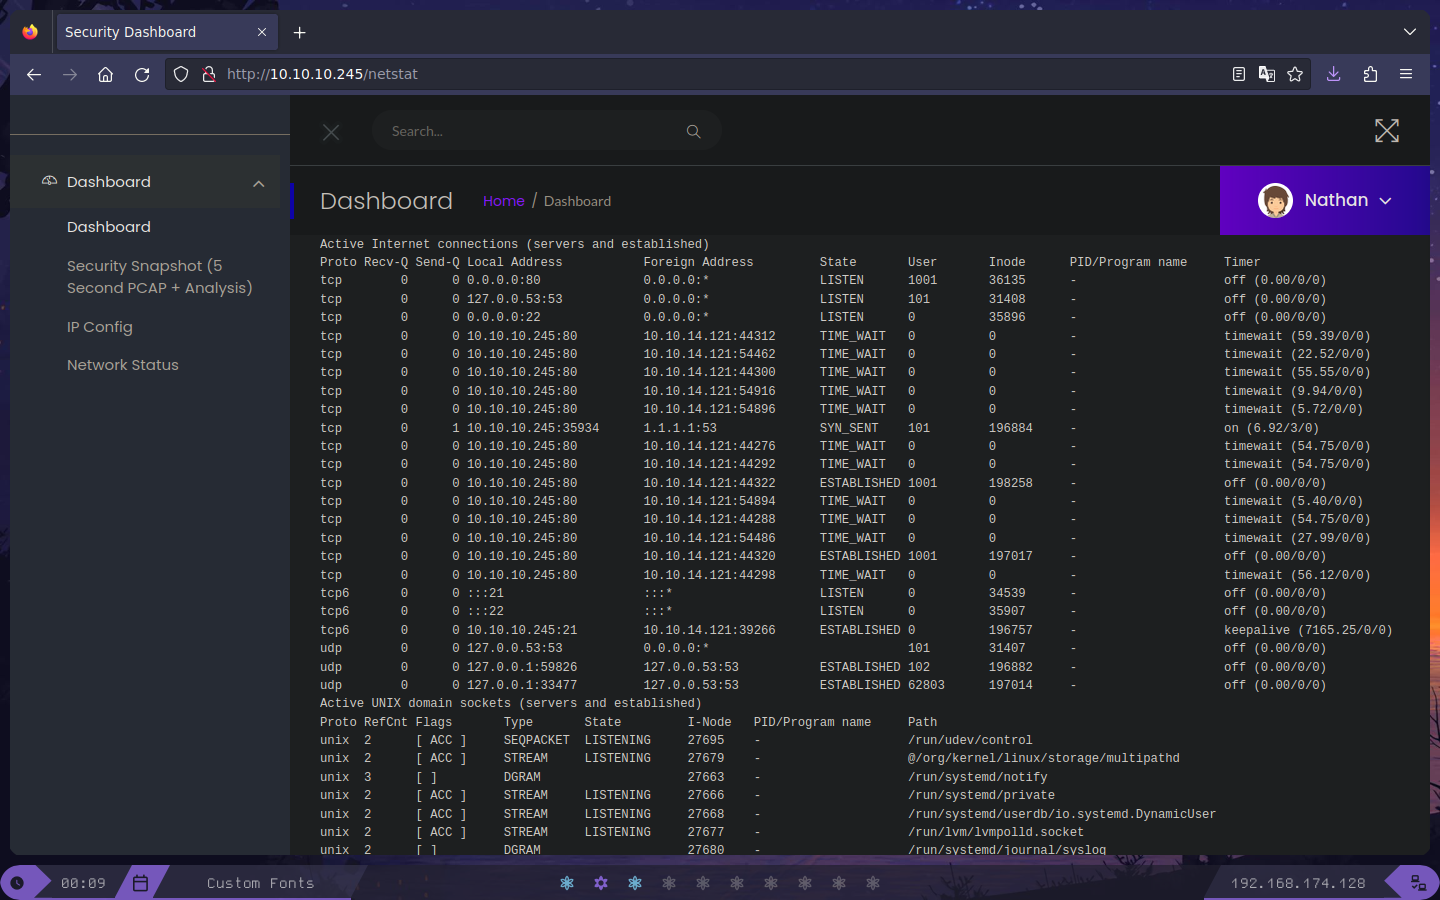 Security Dashboard
http://10.10.10.245/netstat
Search...
Dashboard
Dashboard
Security Snapshot (5
Second PCAP + Analysis)
IP Config
Network Status
Dashboard Home / Dashboard
Nathan
Active Internet connections (servers and established)
Proto Recv-Q Send-Q Local Address Foreign Address State User Inode PID/Program name Timer
tcp 0 0 0.0.0.0:80 0.0.0.0:* LISTEN 1001 36135 - off (0.00/0/0)
tcp 0 0 127.0.0.53:53 0.0.0.0:* LISTEN 101 31408 - off (0.00/0/0)
tcp 0 0 0.0.0.0:22 0.0.0.0:* LISTEN 0 35896 - off (0.00/0/0)
tcp 0 0 10.10.10.245:80 10.10.14.121:44312 TIME_WAIT 0 0 - timewait (59.39/0/0)
tcp 0 0 10.10.10.245:80 10.10.14.121:54462 TIME_WAIT 0 0 - timewait (22.52/0/0)
tcp 0 0 10.10.10.245:80 10.10.14.121:44300 TIME_WAIT 0 0 - timewait (55.55/0/0)
tcp 0 0 10.10.10.245:80 10.10.14.121:54916 TIME_WAIT 0 0 - timewait (9.94/0/0)
tcp 0 0 10.10.10.245:80 10.10.14.121:54896 TIME_WAIT 0 0 - timewait (5.72/0/0)
tcp 0 1 10.10.10.245:35934 1.1.1.1:53 SYN_SENT 101 196884 - on (6.92/3/0)
tcp 0 0 10.10.10.245:80 10.10.14.121:44276 TIME_WAIT 0 0 - timewait (54.75/0/0)
tcp 0 0 10.10.10.245:80 10.10.14.121:44292 TIME_WAIT 0 0 - timewait (54.75/0/0)
tcp 0 0 10.10.10.245:80 10.10.14.121:44322 ESTABLISHED 1001 198258 - off (0.00/0/0)
tcp 0 0 10.10.10.245:80 10.10.14.121:54894 TIME_WAIT 0 0 - timewait (5.40/0/0)
tcp 0 0 10.10.10.245:80 10.10.14.121:44288 TIME_WAIT 0 0 - timewait (54.75/0/0)
tcp 0 0 10.10.10.245:80 10.10.14.121:54486 TIME_WAIT 0 0 - timewait (27.99/0/0)
tcp 0 0 10.10.10.245:80 10.10.14.121:44320 ESTABLISHED 1001 197017 - off (0.00/0/0)
tcp 0 0 10.10.10.245:80 10.10.14.121:44298 TIME_WAIT 0 0 - timewait (56.12/0/0)
tcp6 0 0 :::21 :::* LISTEN 0 34539 - off (0.00/0/0)
tcp6 0 0 :::22 :::* LISTEN 0 35907 - off (0.00/0/0)
tcp6 0 0 10.10.10.245:21 10.10.14.121:39266 ESTABLISHED 0 196757 - keepalive (7165.25/0/0)
udp 0 0 127.0.0.53:53 0.0.0.0:* 101 31407 - off (0.00/0/0)
udp 0 0 127.0.0.1:59826 127.0.0.53:53 ESTABLISHED 102 196882 - off (0.00/0/0)
udp 0 0 127.0.0.1:33477 127.0.0.53:53 ESTABLISHED 62803 197014 - off (0.00/0/0)
Active UNIX domain sockets (servers and established)
Proto RefCnt Flags Type State I-Node PID/Program name Path
unix 2 [ ACC ] SEQPACKET LISTENING 27695 - /run/udev/control
unix 2 [ ACC ] STREAM LISTENING 27679 - @/org/kernel/linux/storage/multipathd
unix 3 [ ] DGRAM 27663 - /run/systemd/notify
unix 2 [ ACC ] STREAM LISTENING 27666 - /run/systemd/private
unix 2 [ ACC ] STREAM LISTENING 27668 - /run/systemd/userdb/io.systemd.DynamicUser
unix 2 [ ACC ] STREAM LISTENING 27677 - /run/lvm/lvmpolld.socket
unix 2 [ ] DGRAM 27680 - /run/systemd/journal/syslog
00:09 Custom Fonts 192.168.174.128